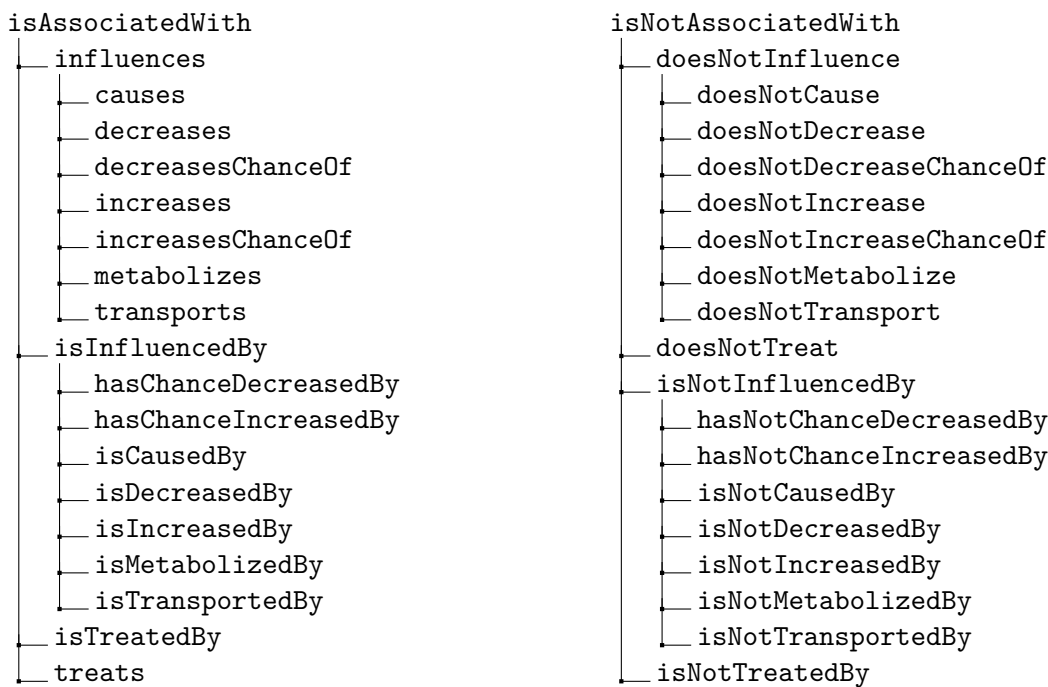 isAssociatedWith
influences
causes
decreases
decreasesChanceOf
increases
increasesChanceOf
metabolizes
transports
isInfluencedBy
hasChanceDecreasedBy
hasChanceIncreasedBy
isCausedBy
isDecreasedBy
isIncreasedBy
isMetabolizedBy
isTransportedBy
isTreatedBy
treats
isNotAssociatedWith
doesNotInfluence
doesNotCause
doesNotDecrease
doesNotDecreaseChanceOf
doesNotIncrease
doesNotIncreaseChanceOf
doesNotMetabolize
doesNotTransport
doesNotTreat
isNotInfluencedBy
hasNotChanceDecreasedBy
hasNotChanceIncreasedBy
isNotCausedBy
isNotDecreasedBy
isNotIncreasedBy
isNotMetabolizedBy
isNotTransportedBy
isNotTreatedBy